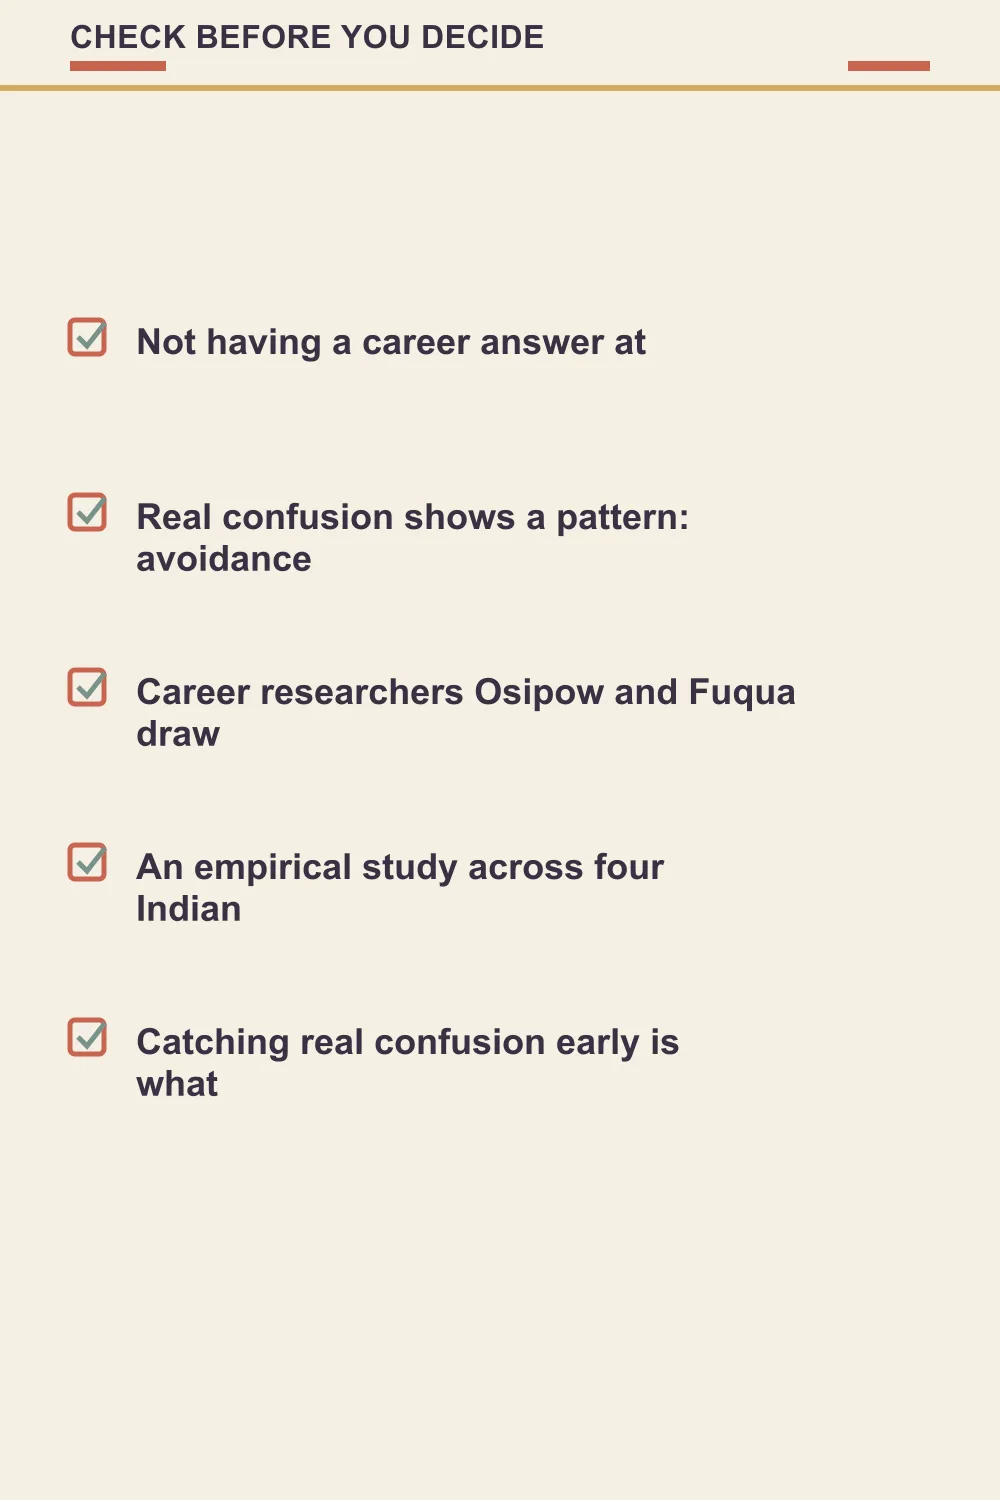 CHECK BEFORE YOU DECIDE
Not having a career answer at
Real confusion shows a pattern:
avoidance
Career researchers Osipow and Fuqua
draw
An empirical study across four
Indian
Catching real confusion early is
what